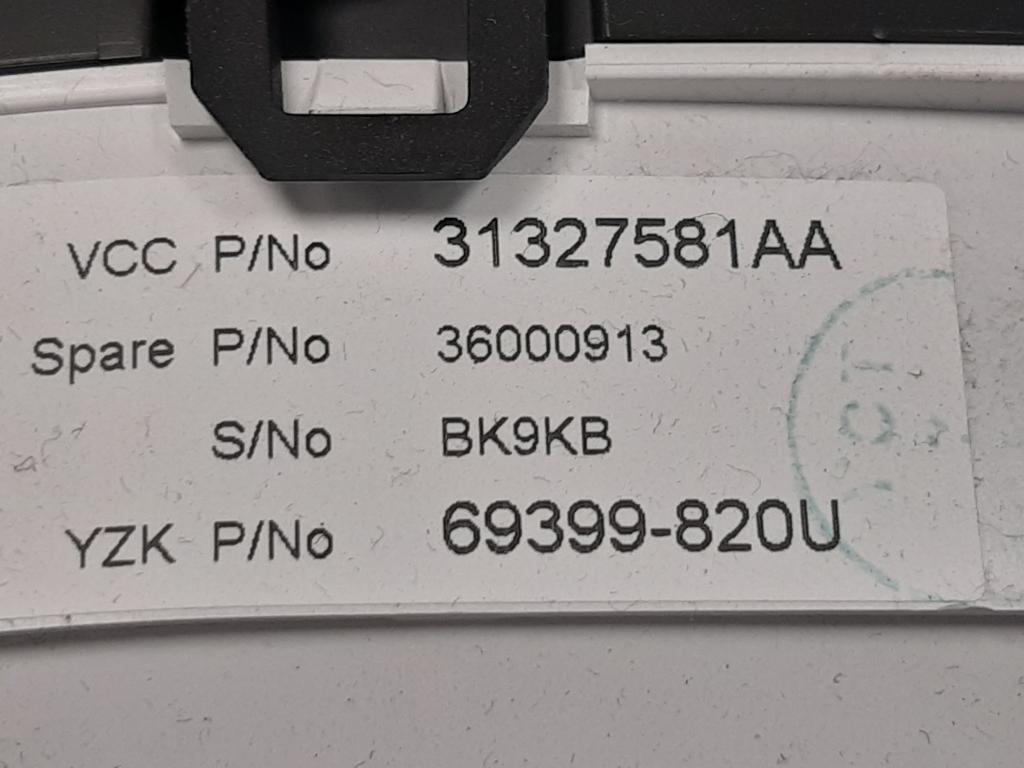 VCC P/No 31327581AA
Spare P/No 36000913
S/No BK9KB
YZK P/No 69399-820U